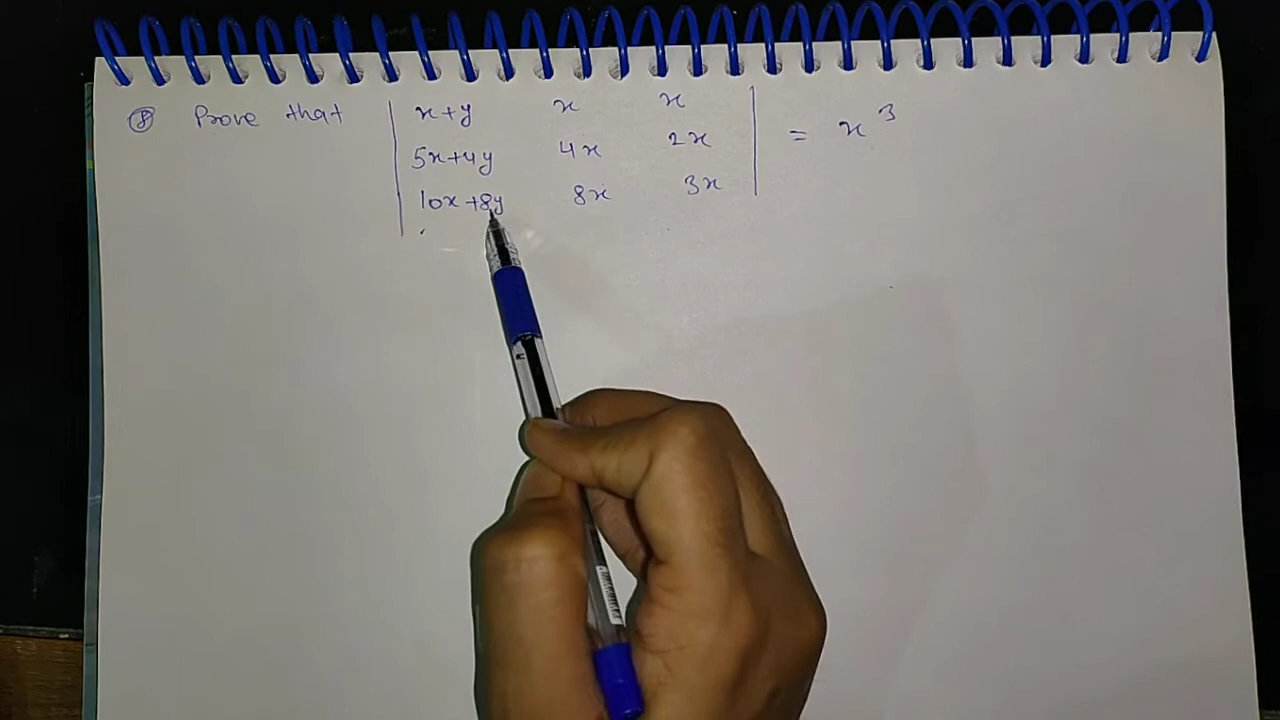 ⑧ Prove that | x+y x x | = x³
5x+4y 4x 2x
10x+8y 8x 3x